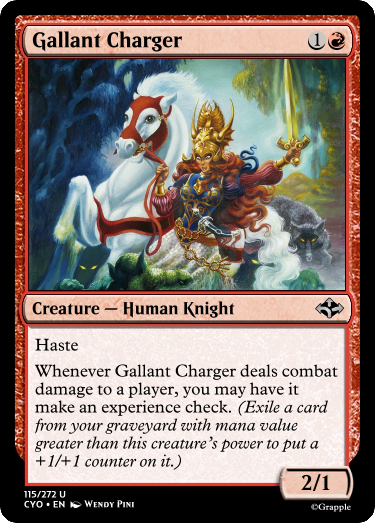 Gallant Charger 1
Creature — Human Knight
Haste
Whenever Gallant Charger deals combat
damage to a player, you may have it
make an experience check. (Exile a card
from your graveyard with mana value
greater than this creature's power to put a
+1/+1 counter on it.)
2/1
115/272 U
CYO • EN Wendy Pini
©Grapple